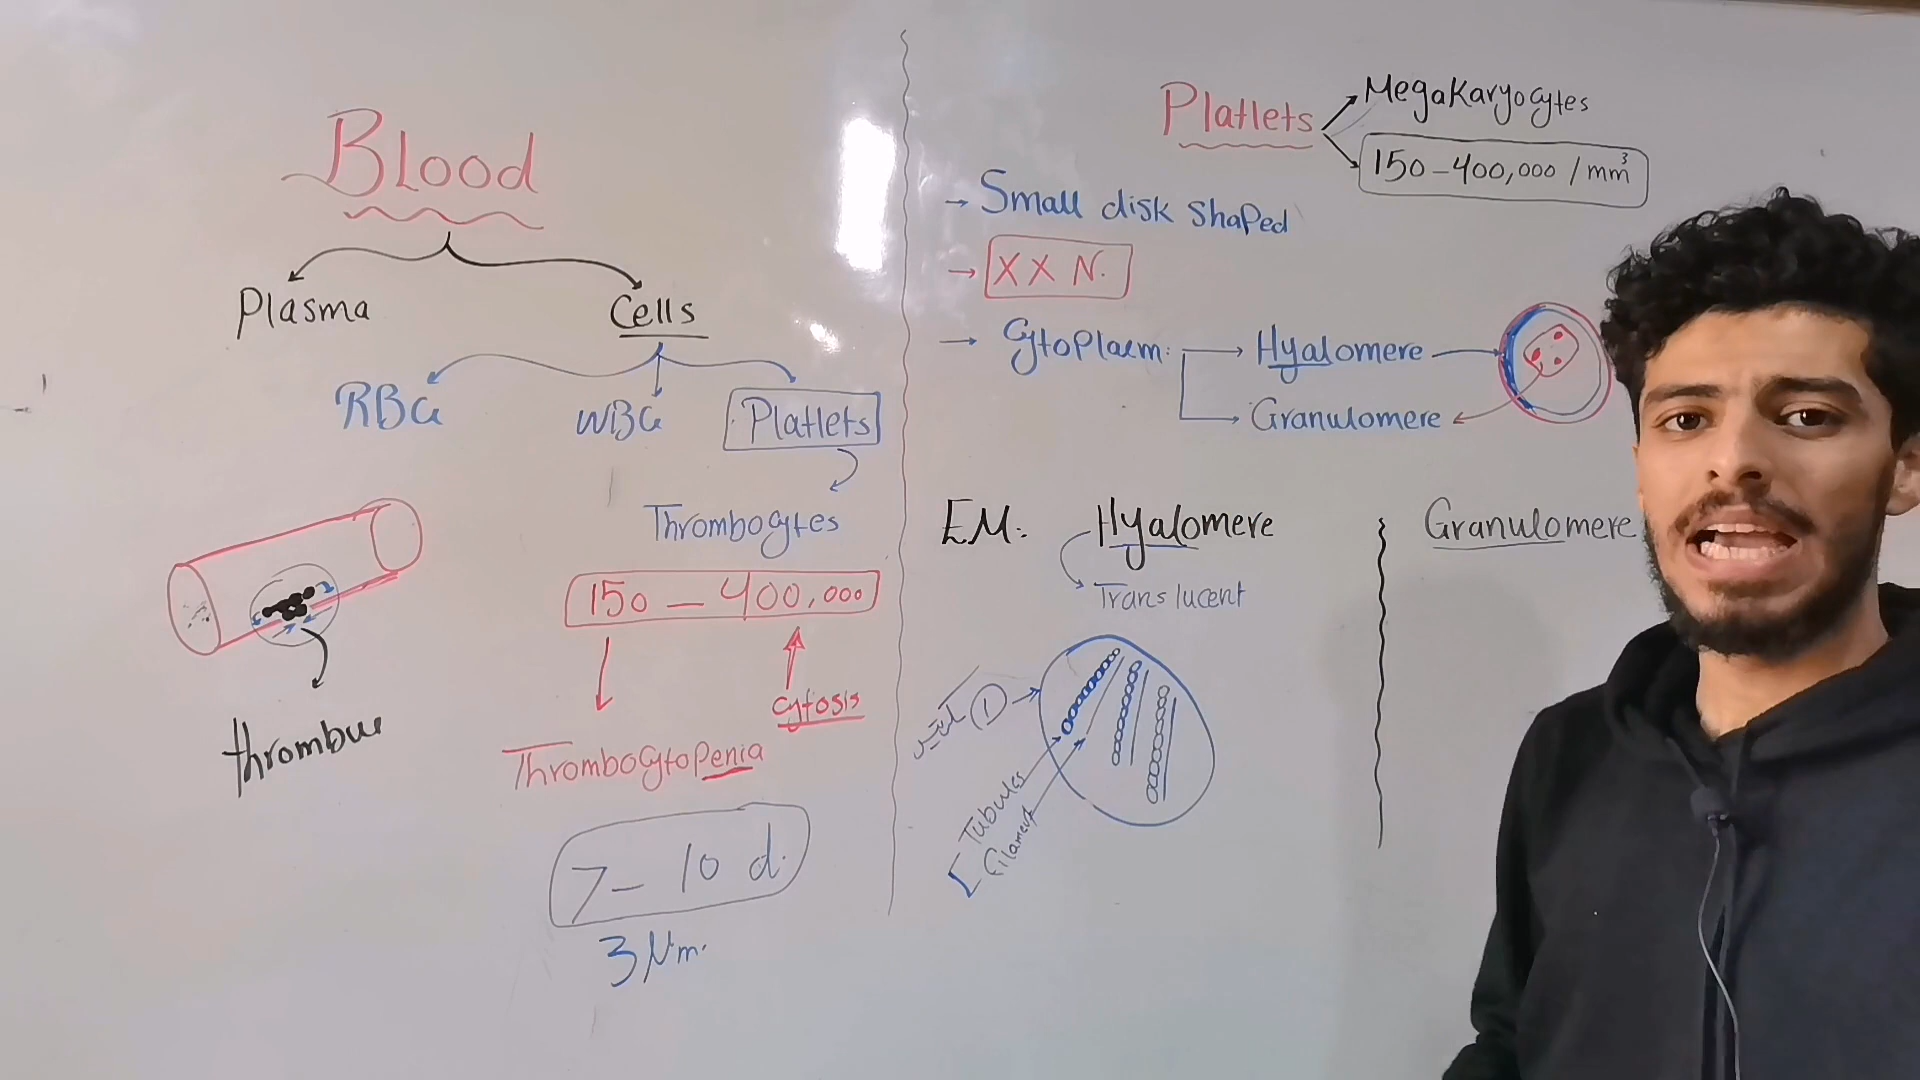 Blood
Plasma
Cells
RBCs
WBCs
Platlets
Thrombocytes
150 _ 400,000
cytosis
Thrombocytopenia
thrombus
7 _ 10 d.
3 μm.
Platlets
Megakaryocytes
150 _ 400,000 / mm³
→ Small disk shaped
→ X X N.
→ Cytoplasm:
Hyalomere
Granulomere
EM:
Hyalomere
Translucent
Granulomere
①
Tubules
Filament